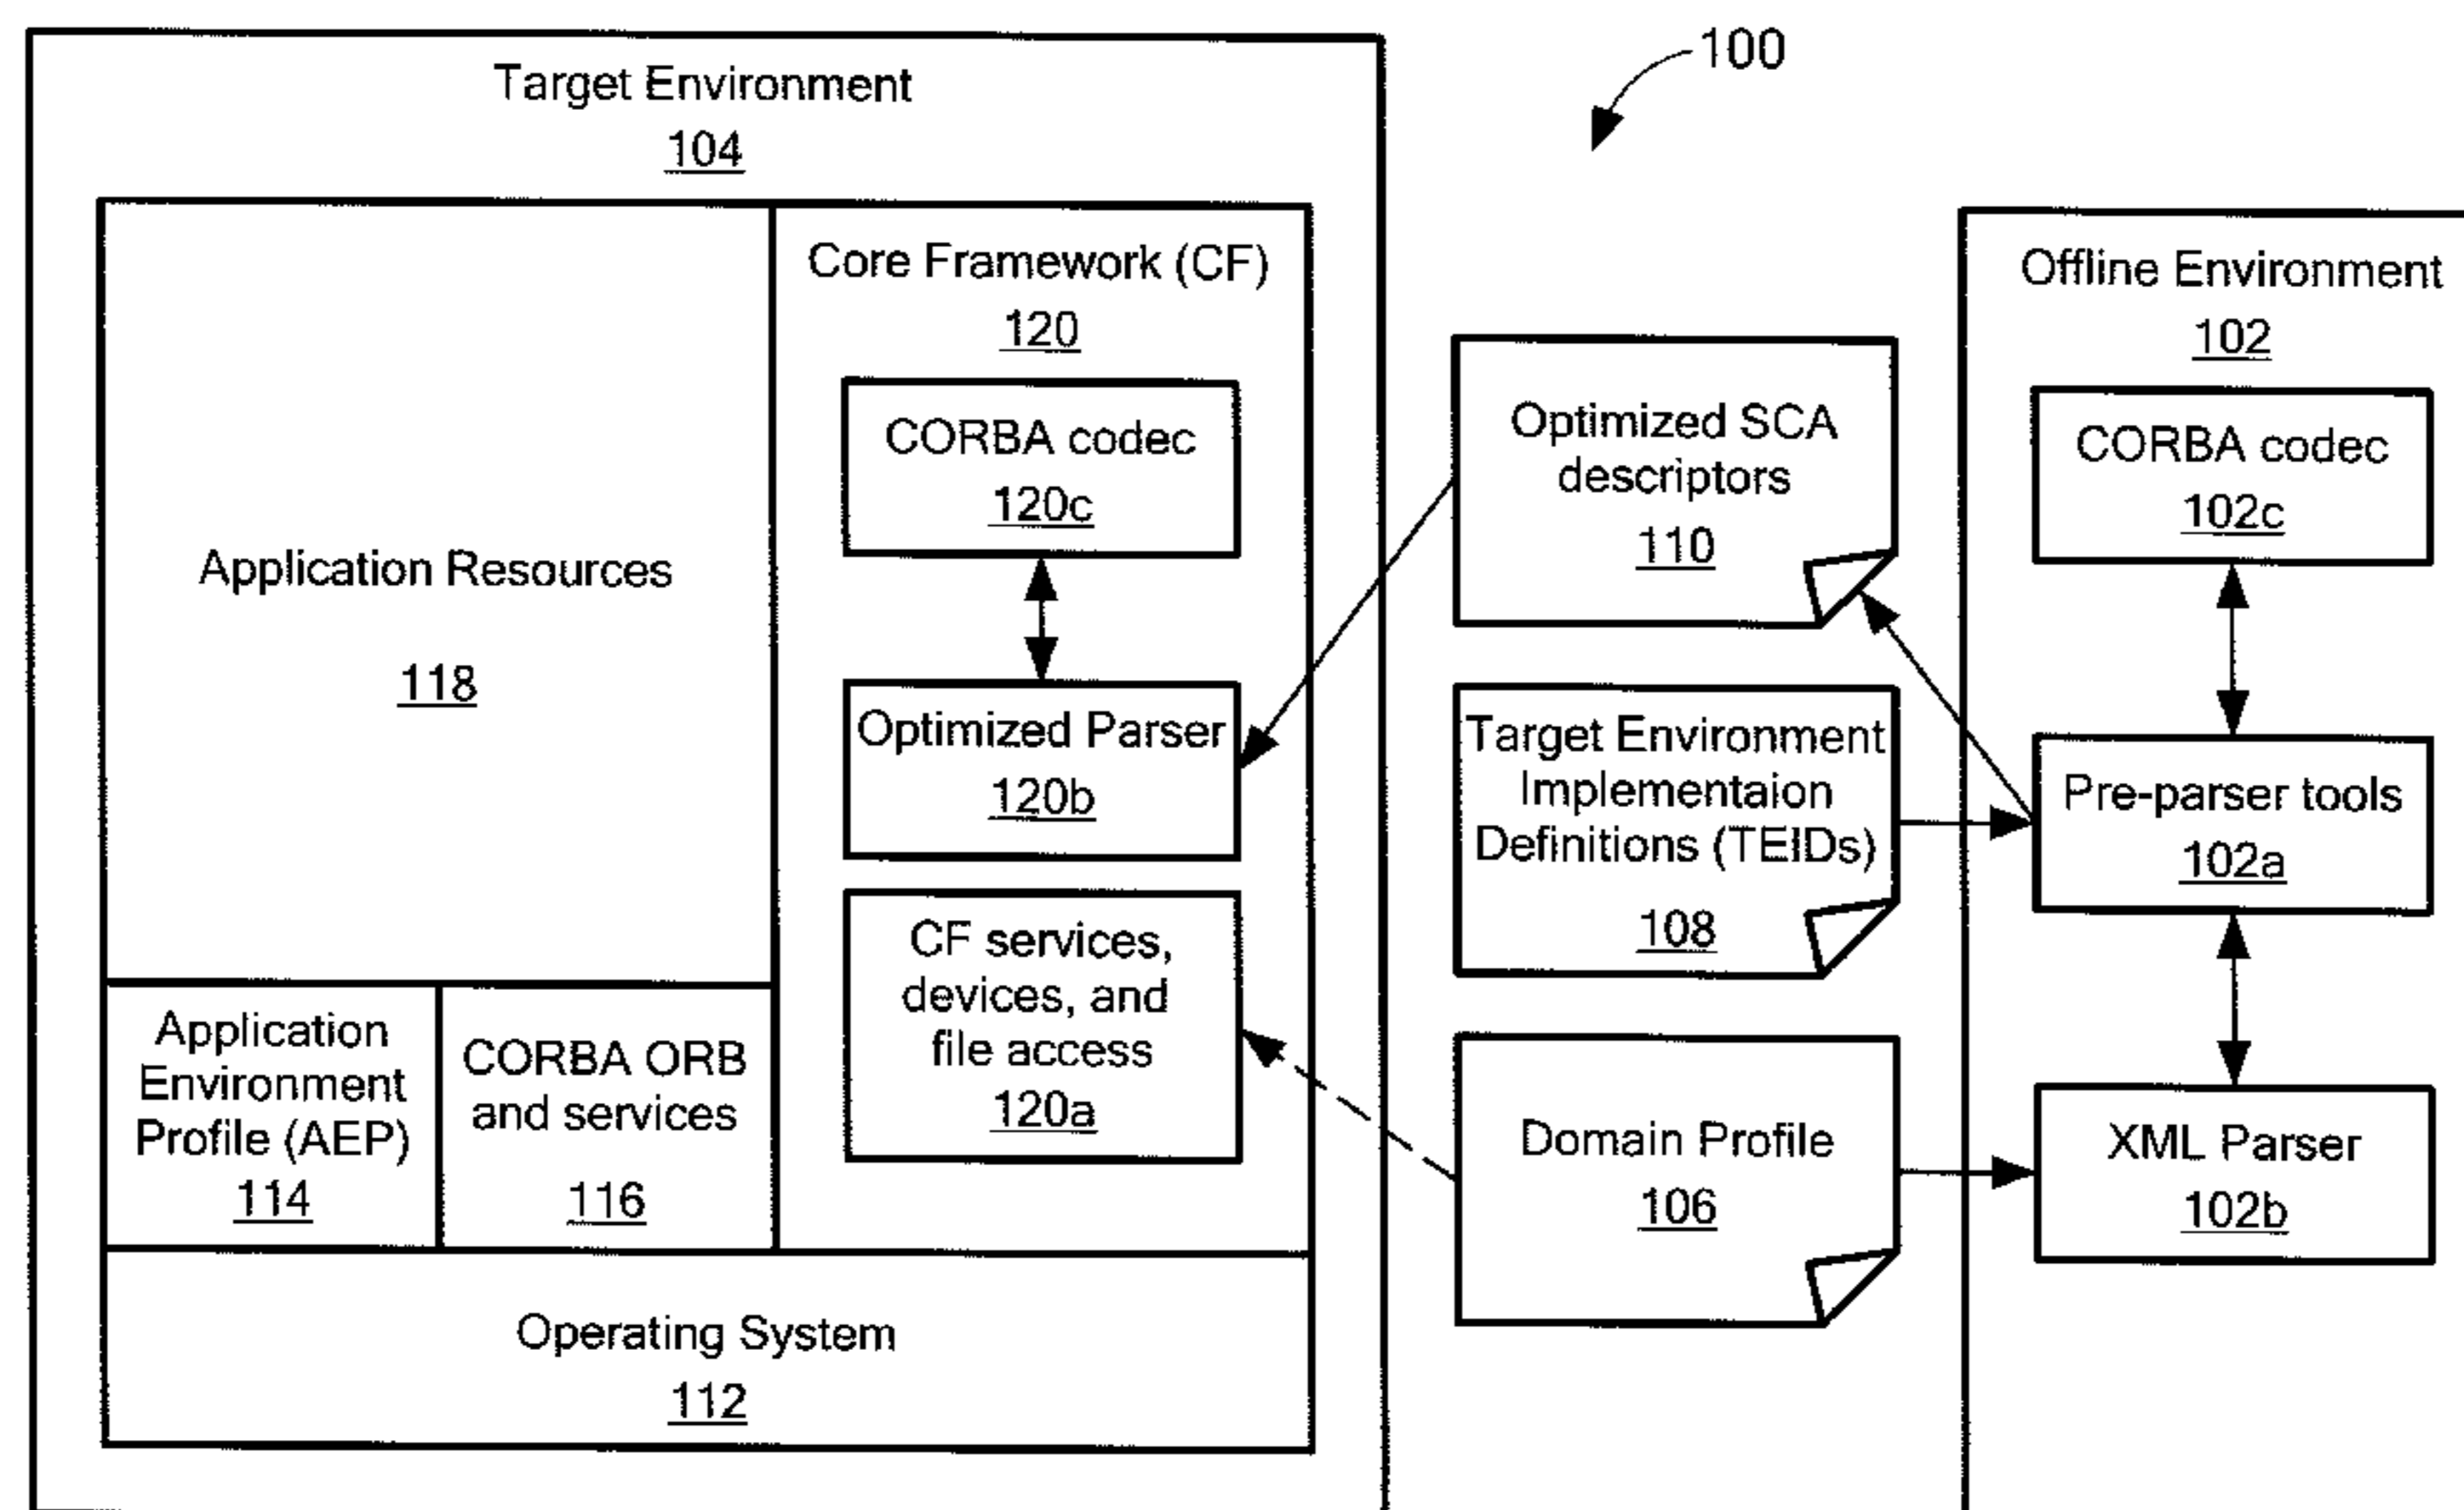 100
Target Environment
104
Application Resources
118
Core Framework (CF)
120
CORBA codec
120c
Optimized Parser
120b
CF services,
devices, and
file access
120a
Application
Environment
Profile (AEP)
114
CORBA ORB
and services
116
Operating System
112
Optimized SCA
descriptors
110
Target Environment
Implementaion
Definitions (TEIDs)
108
Domain Profile
106
Offline Environment
102
CORBA codec
102c
Pre-parser tools
102a
XML Parser
102b